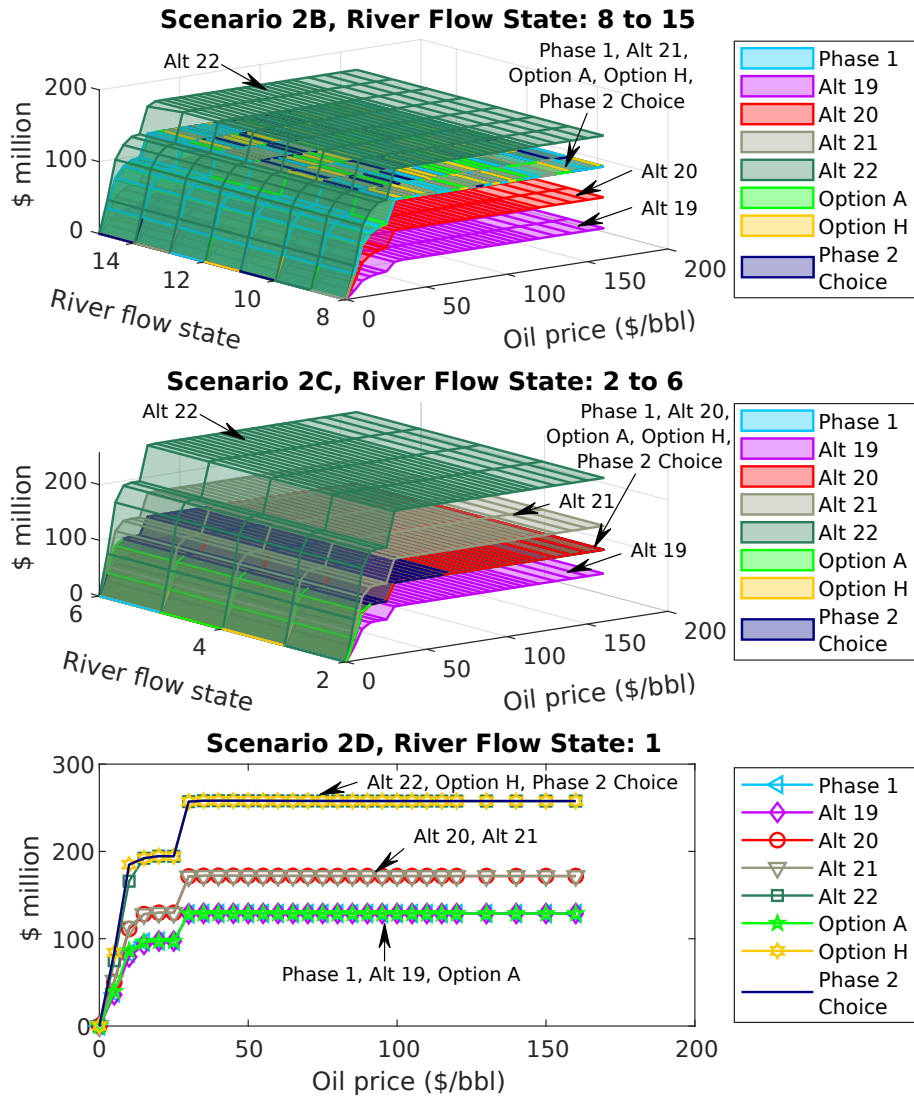 Scenario 2B, River Flow State: 8 to 15
$ million
200
100
0
Alt 22
Phase 1, Alt 21,
Option A, Option H,
Phase 2 Choice
Alt 20
Alt 19
14
12
10
8
River flow state
0
50
100
150
200
Oil price ($/bbl)
Phase 1
Alt 19
Alt 20
Alt 21
Alt 22
Option A
Option H
Phase 2
Choice
Scenario 2C, River Flow State: 2 to 6
$ million
200
100
0
Alt 22
Phase 1, Alt 20,
Option A, Option H,
Phase 2 Choice
Alt 21
Alt 19
6
4
2
River flow state
0
50
100
150
200
Oil price ($/bbl)
Phase 1
Alt 19
Alt 20
Alt 21
Alt 22
Option A
Option H
Phase 2
Choice
Scenario 2D, River Flow State: 1
$ million
300
200
100
0
Alt 22, Option H, Phase 2 Choice
Alt 20, Alt 21
Phase 1, Alt 19, Option A
0
50
100
150
200
Oil price ($/bbl)
Phase 1
Alt 19
Alt 20
Alt 21
Alt 22
Option A
Option H
Phase 2
Choice